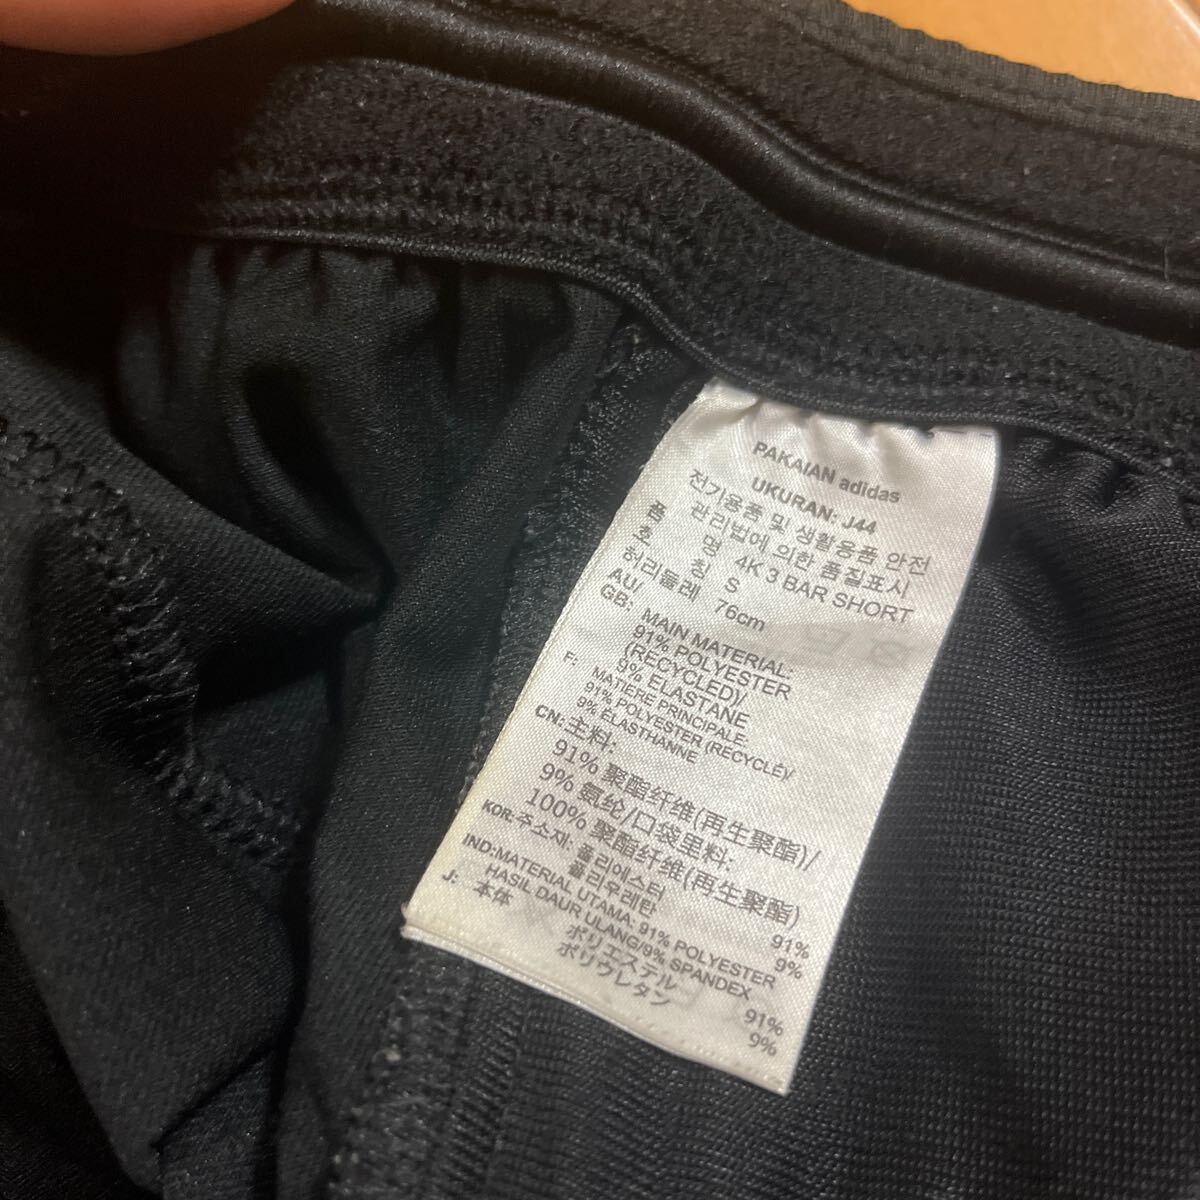 PAKAIAN adidas
UKURAN: J44
전기용품 및 생활용품 안전
관리법에 의한 품질표시
품 명 4K 3 BAR SHORT
호 칭 S
허리둘레 76cm
AU/
GB: MAIN MATERIAL:
91% POLYESTER
(RECYCLED)/
9% ELASTANE
F: MATIERE PRINCIPALE:
91% POLYESTER (RECYCLÉ)/
9% ÉLASTHANNE
CN: 主料:
91% 聚酯纤维(再生聚酯)/
9% 氨纶/口袋里料:
100% 聚酯纤维(再生聚酯)
KOR: 주소재: 폴리에스터 91%
폴리우레탄 9%
IND: MATERIAL UTAMA: 91% POLYESTER
HASIL DAUR ULANG/9% SPANDEX
J: 本体 ポリエステル 91%
ポリウレタン 9%